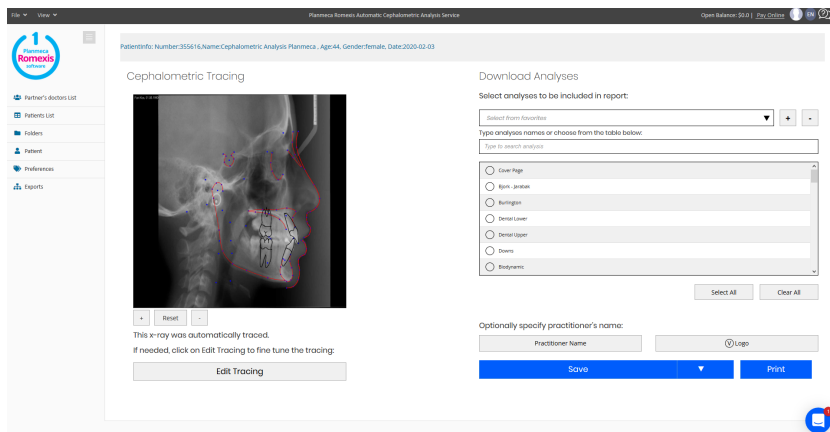 File View Planmeca Romexis Automatic Cephalometric Analysis Service Open Balance: $0.0 | Pay Online EN
1
Planmeca
Romexis
software
PatientInfo: Number:355616,Name:Cephalometric Analysis Planmeca , Age:44, Gender:female, Date:2020-02-03
Partner's doctors List
Patients List
Folders
Patient
Preferences
Exports
Cephalometric Tracing
+ Reset -
This x-ray was automatically traced.
If needed, click on Edit Tracing to fine tune the tracing:
Edit Tracing
Download Analyses
Select analyses to be included in report:
Select from favorites + -
Type analyses names or choose from the table below:
Type to search analysis
Cover Page
Bjork - Jarabak
Burlington
Dental Lower
Dental Upper
Downs
Biodynamic
Select All Clear All
Optionally specify practitioner's name:
Practitioner Name V Logo
Save Print
1